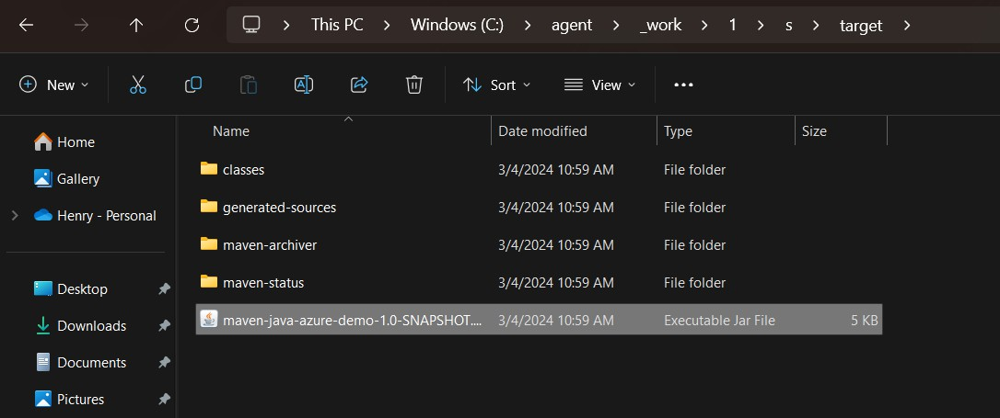 This PC > Windows (C:) > agent > _work > 1 > s > target >
New Sort View
Name Date modified Type Size
Home
Gallery
Henry - Personal
Desktop
Downloads
Documents
Pictures
classes 3/4/2024 10:59 AM File folder
generated-sources 3/4/2024 10:59 AM File folder
maven-archiver 3/4/2024 10:59 AM File folder
maven-status 3/4/2024 10:59 AM File folder
maven-java-azure-demo-1.0-SNAPSHOT.... 3/4/2024 10:59 AM Executable Jar File 5 KB